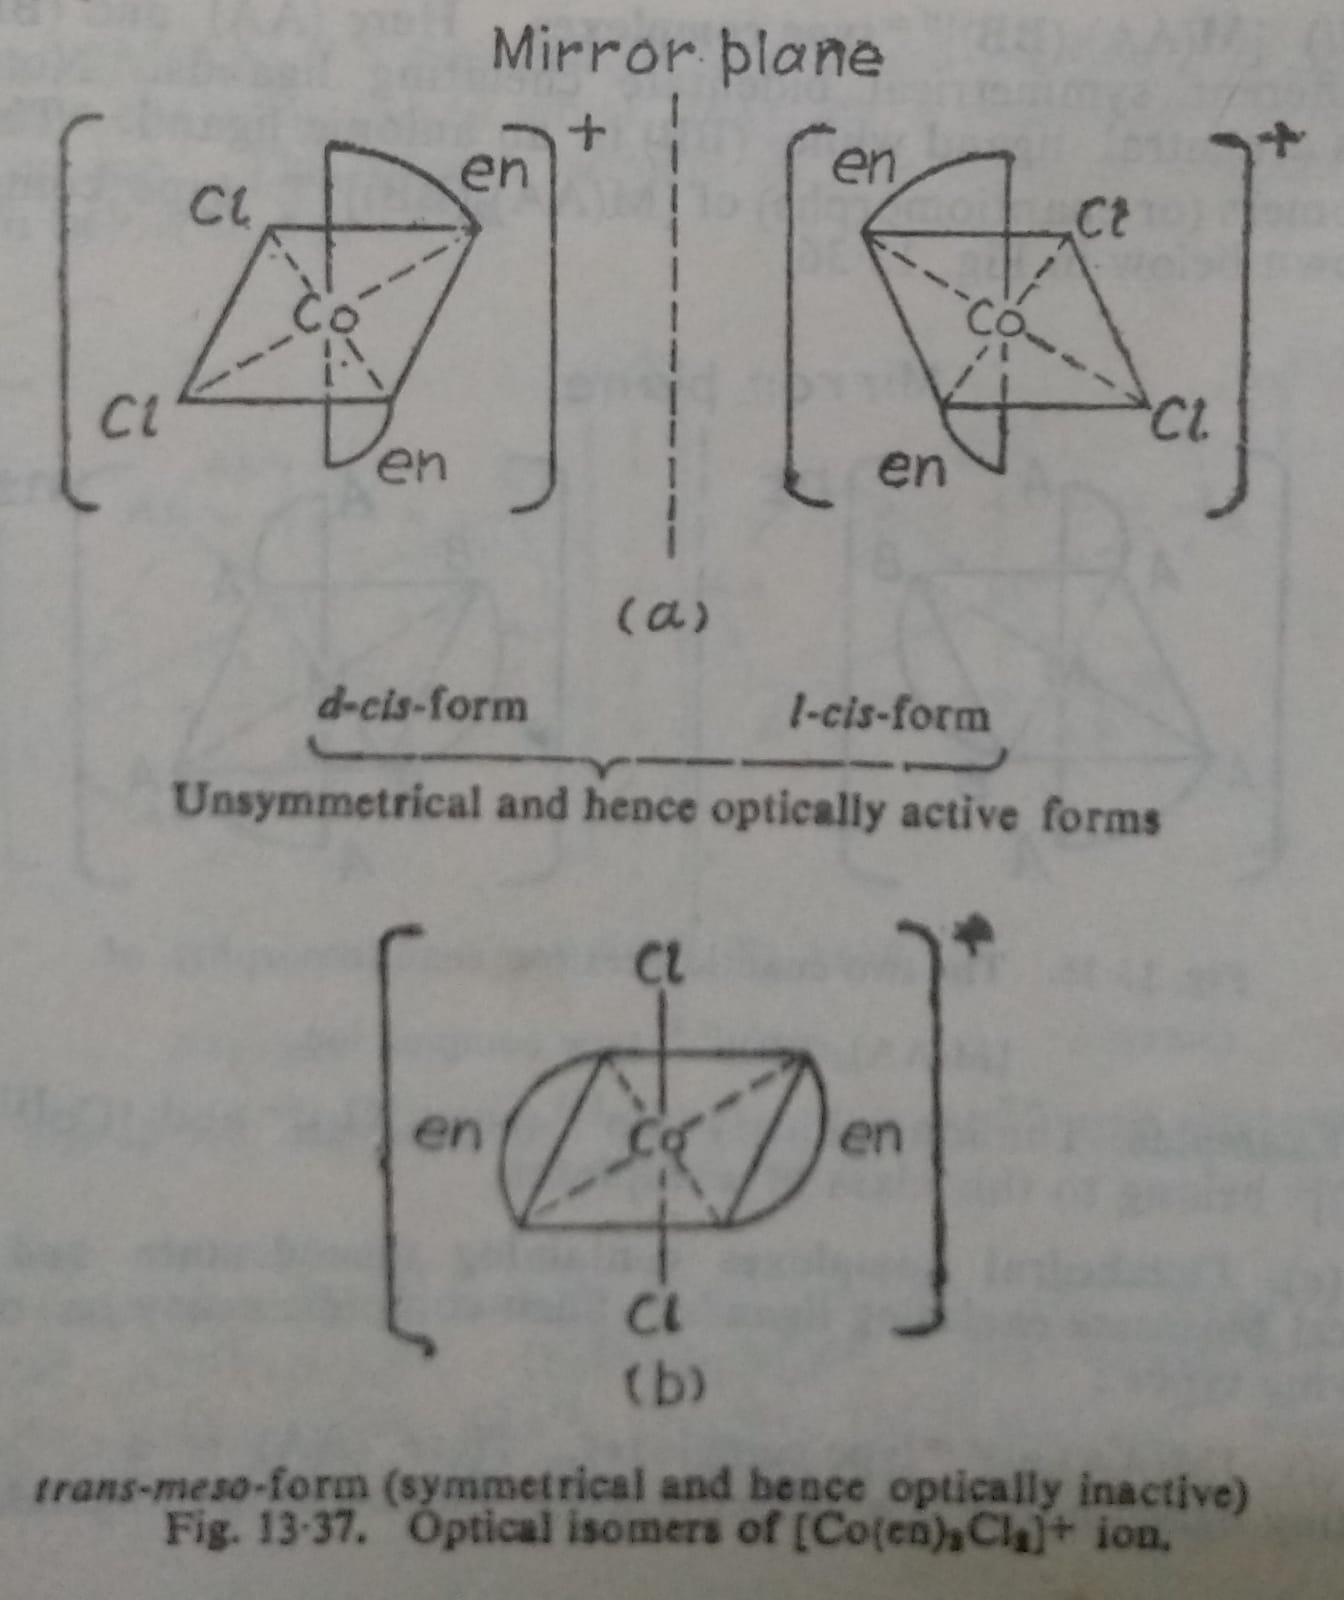 Mirror plane
[ Cl en Co Cl en ]+
[ en Cl Co Cl en ]+
(a)
d-cis-form l-cis-form
Unsymmetrical and hence optically active forms
[ Cl en Co en Cl ]+
(b)
trans-meso-form (symmetrical and hence optically inactive)
Fig. 13·37. Optical isomers of [Co(en)₂Cl₂]+ ion.